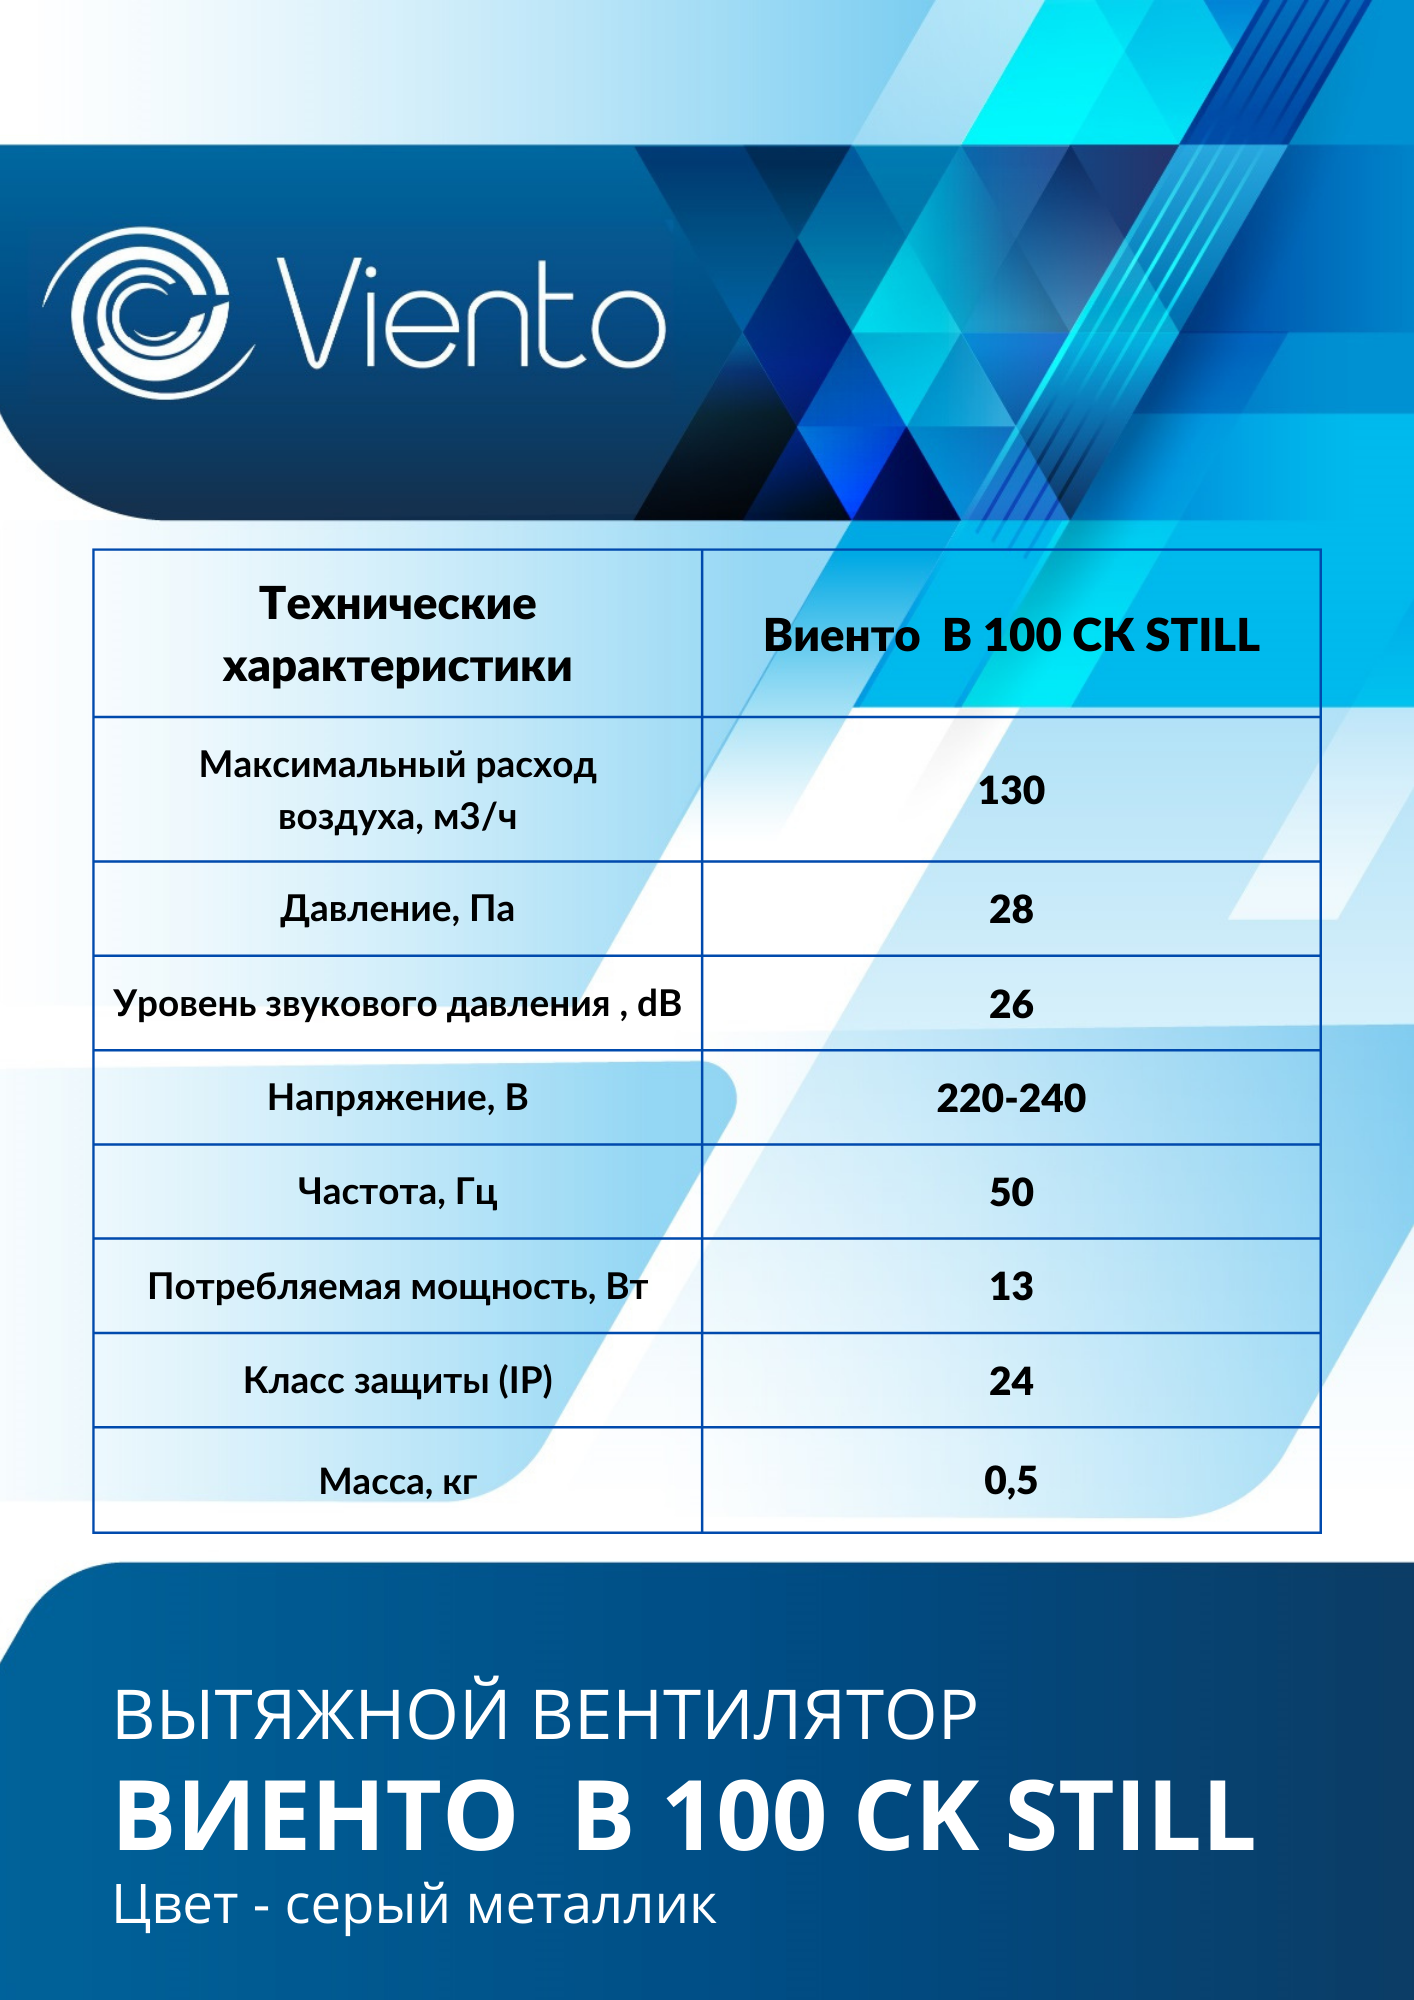 Viento
Технические
характеристики
Виенто  В 100 СК STILL
Максимальный расход
воздуха, м3/ч
130
Давление, Па
28
Уровень звукового давления , dB
26
Напряжение, В
220-240
Частота, Гц
50
Потребляемая мощность, Вт
13
Класс защиты (IP)
24
Масса, кг
0,5
ВЫТЯЖНОЙ ВЕНТИЛЯТОР
ВИЕНТО  В 100 СК STILL
Цвет - серый металлик